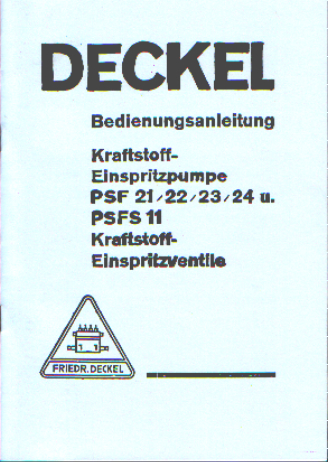 DECKEL
Bedienungsanleitung
Kraftstoff-
Einspritzpumpe
PSF 21/22/23/24 u.
PSFS 11
Kraftstoff-
Einspritzventile
FRIEDR. DECKEL